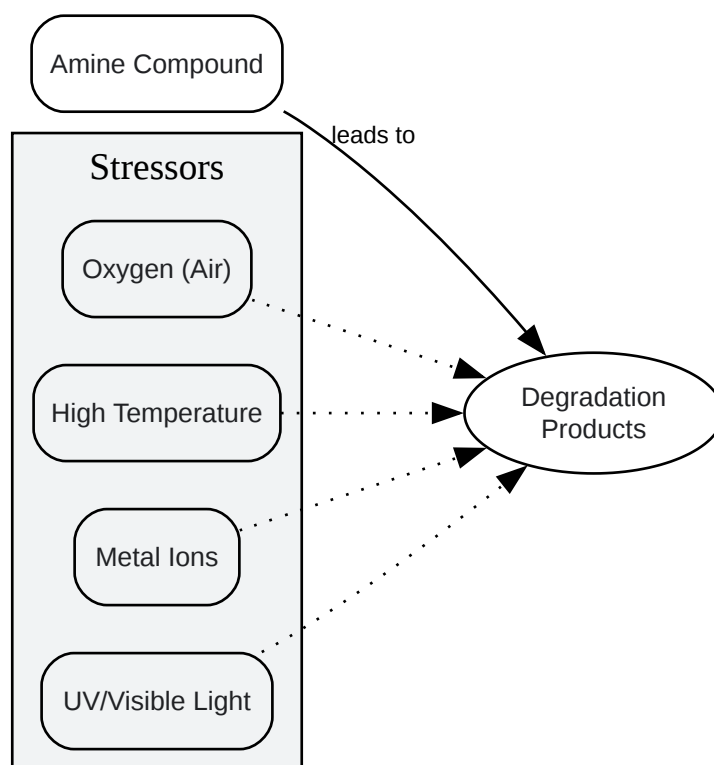 Amine Compound
leads to
Stressors
Oxygen (Air)
High Temperature
Degradation
Products
Metal Ions
UV/Visible Light